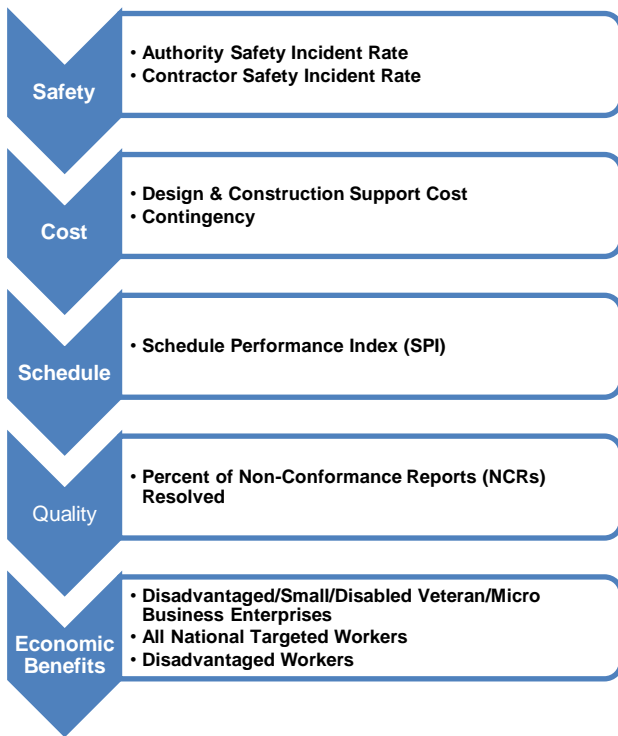 Safety
• Authority Safety Incident Rate
• Contractor Safety Incident Rate
Cost
• Design & Construction Support Cost
• Contingency
Schedule
• Schedule Performance Index (SPI)
Quality
• Percent of Non-Conformance Reports (NCRs)
Resolved
Economic
Benefits
• Disadvantaged/Small/Disabled Veteran/Micro
Business Enterprises
• All National Targeted Workers
• Disadvantaged Workers